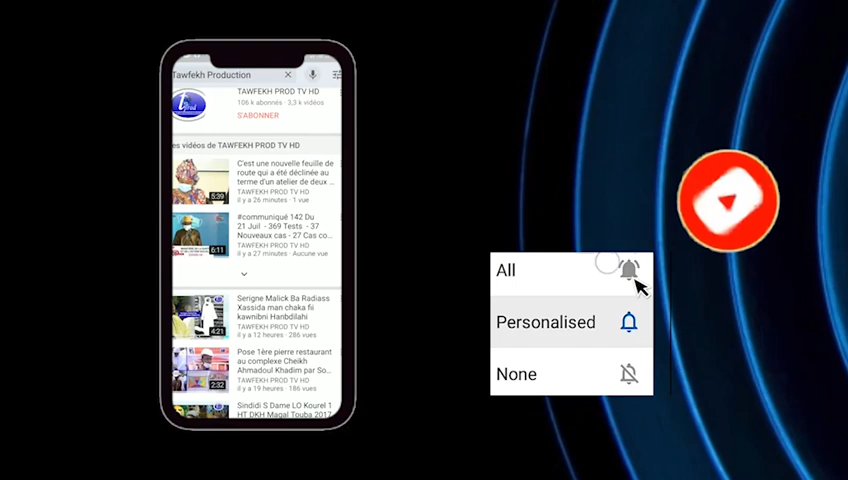 Tawfekh Production
TAWFEKH PROD TV HD
106 k abonnés · 3,3 k vidéos
S'ABONNER
es vidéos de TAWFEKH PROD TV HD
C'est une nouvelle feuille de
route qui a été déclinée au
terme d'un atelier de deux ...
TAWFEKH PROD TV HD
il y a 26 minutes · 1 vue
5:39
#communiqué 142 Du
21 Juil - 369 Tests - 37
Nouveaux cas - 27 Cas co...
TAWFEKH PROD TV HD
il y a 27 minutes · Aucune vue
6:11
Serigne Malick Ba Radiass
Xassida man chaka fii
kawnibni Hanbdilahi
TAWFEKH PROD TV HD
il y a 12 heures · 286 vues
4:21
Pose 1ère pierre restaurant
au complexe Cheikh
Ahmadoul Khadim par So...
TAWFEKH PROD TV HD
il y a 19 heures · 186 vues
2:32
Sindidi S Dame LO Kourel 1
HT DKH Magal Touba 2017
All
Personalised
None